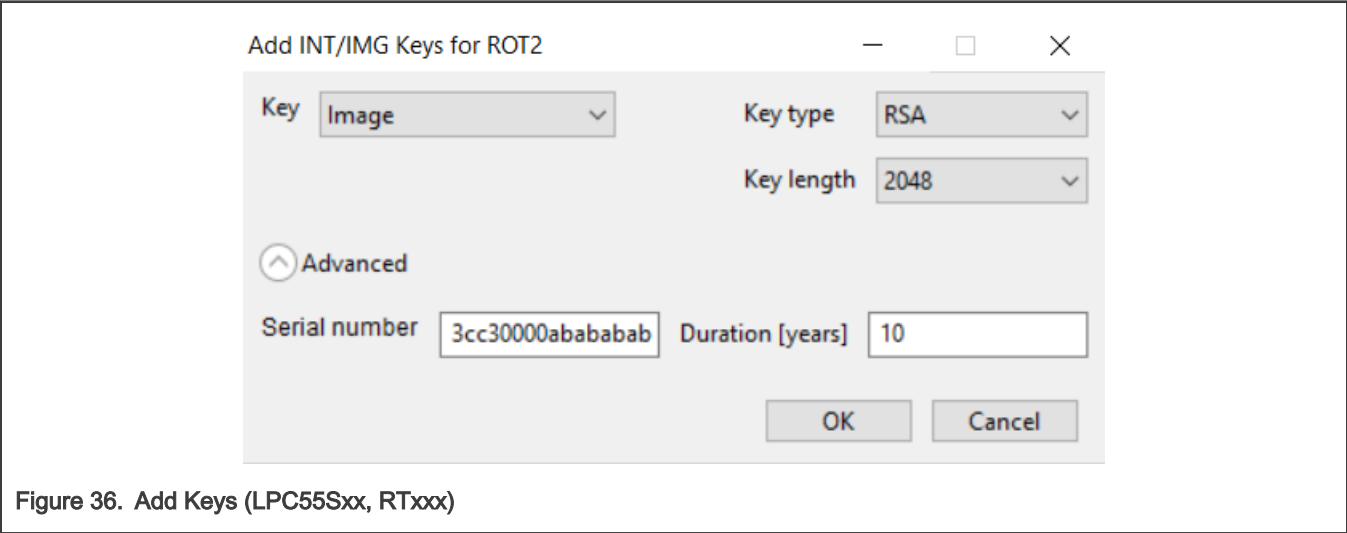 Add INT/IMG Keys for ROT2
Key Image Key type RSA
Key length 2048
Advanced
Serial number 3cc30000abababab Duration [years] 10
OK Cancel
Figure 36. Add Keys (LPC55Sxx, RTxxx)